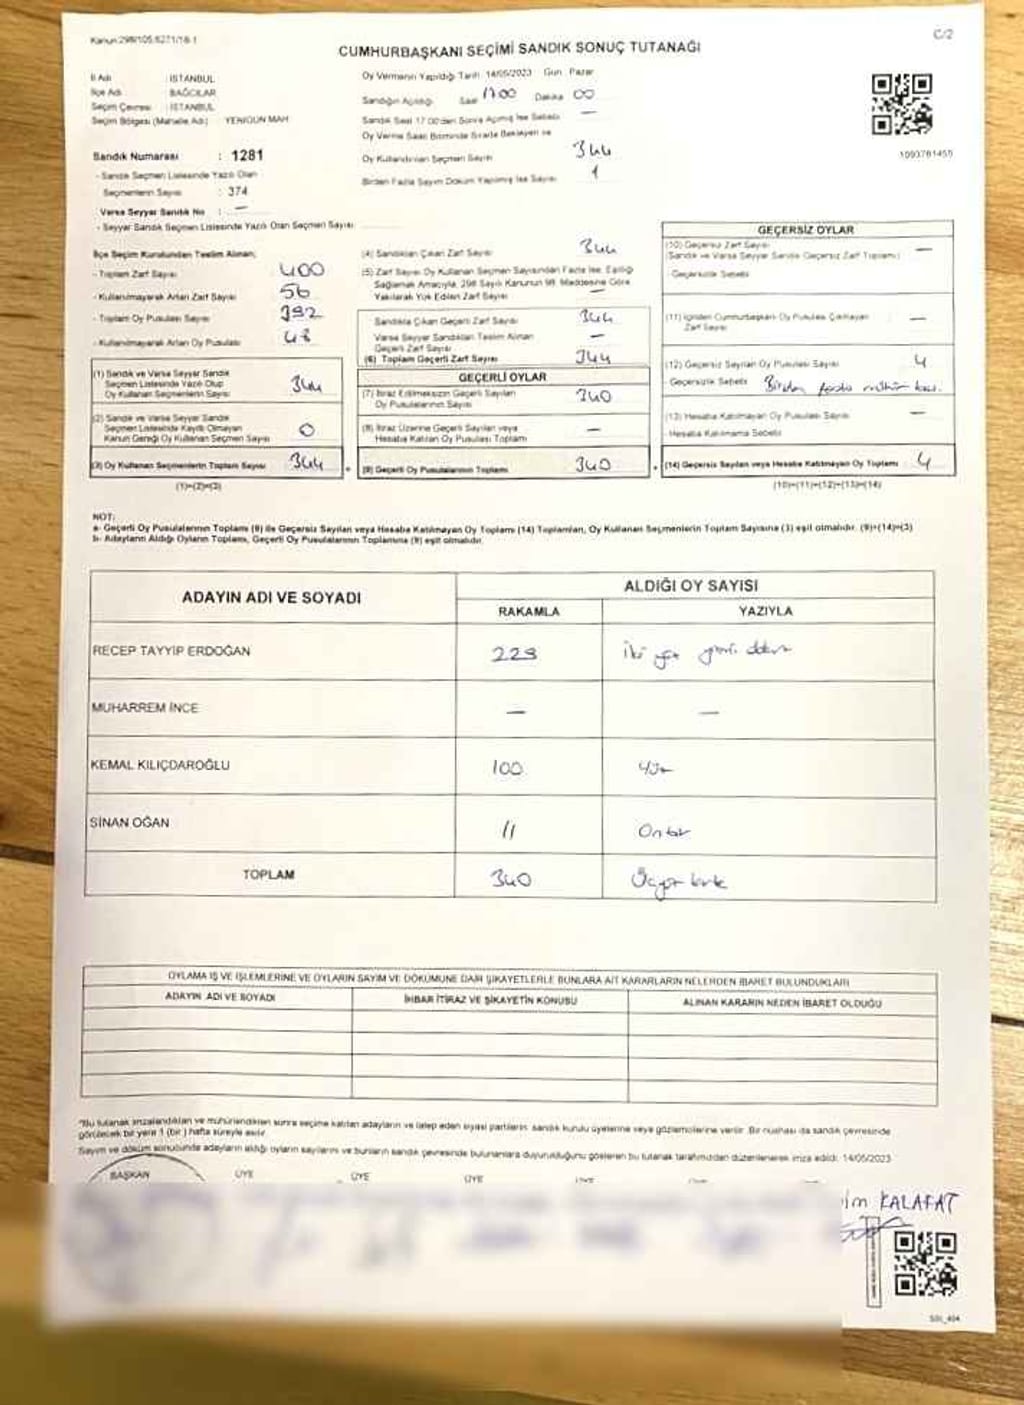 Kanun:298/105,6271/18-1
C/2
CUMHURBAŞKANI SEÇİMİ SANDIK SONUÇ TUTANAĞI
İl Adı : İSTANBUL
İlçe Adı : BAĞCILAR
Seçim Çevresi : İSTANBUL
Seçim Bölgesi (Mahalle Adı) : YENİGÜN MAH
Sandık Numarası : 1281
- Sandık Seçmen Listesinde Yazılı Olan
Seçmenlerin Sayısı : 374
Varsa Seyyar Sandık No : —
- Seyyar Sandık Seçmen Listesinde Yazılı Olan Seçmen Sayısı
Oy Vermenin Yapıldığı Tarih 14/05/2023 Gün Pazar
Sandığın Açıldığı Saat 17.00 Dakika 00
Sandık Saat 17.00'den Sonra Açılmış İse Sebebi —
Oy Verme Saati Bitiminde Sırada Bekleyen ve
Oy Kullandırılan Seçmen Sayısı 344
Birden Fazla Sayım Döküm Yapılmış İse Sayısı 1
1093781455
İlçe Seçim Kurulundan Teslim Alınan;
- Toplam Zarf Sayısı 400
- Kullanılmayarak Artan Zarf Sayısı 56
- Toplam Oy Pusulası Sayısı 392
- Kullanılmayarak Artan Oy Pusulası 48
(1) Sandık ve Varsa Seyyar Sandık
Seçmen Listesinde Yazılı Olup
Oy Kullanan Seçmenlerin Sayısı 344
(2) Sandık ve Varsa Seyyar Sandık
Seçmen Listesinde Kayıtlı Olmayan
Kanun Gereği Oy Kullanan Seçmen Sayısı 0
(3) Oy Kullanan Seçmenlerin Toplam Sayısı 344
(1)+(2)=(3)
(4) Sandıktan Çıkan Zarf Sayısı 344
(5) Zarf Sayısı Oy Kullanan Seçmen Sayısından Fazla İse, Eşitliği
Sağlamak Amacıyla, 298 Sayılı Kanunun 98. Maddesine Göre
Yakılarak Yok Edilen Zarf Sayısı —
Sandıkta Çıkan Geçerli Zarf Sayısı 344
Varsa Seyyar Sandıktan Teslim Alınan
Geçerli Zarf Sayısı —
(6) Toplam Geçerli Zarf Sayısı 344
GEÇERLİ OYLAR
(7) İtiraz Edilmeksizin Geçerli Sayılan
Oy Pusulalarının Sayısı 340
(8) İtiraz Üzerine Geçerli Sayılan veya
Hesaba Katılan Oy Pusulası Toplamı —
(9) Geçerli Oy Pusulalarının Toplamı 340
GEÇERSİZ OYLAR
(10) Geçersiz Zarf Sayısı —
(Sandık ve Varsa Seyyar Sandık Geçersiz Zarf Toplamı)
- Geçersizlik Sebebi
(11) İçinden Cumhurbaşkanı Oy Pusulası Çıkmayan
Zarf Sayısı —
(12) Geçersiz Sayılan Oy Pusulası Sayısı 4
- Geçersizlik Sebebi Birden fazla mühür
(13) Hesaba Katılmayan Oy Pusulası Sayısı —
- Hesaba Katılmama Sebebi
(14) Geçersiz Sayılan veya Hesaba Katılmayan Oy Toplamı 4
(10)+(11)+(12)+(13)=(14)
NOT:
a- Geçerli Oy Pusulalarının Toplamı (9) ile Geçersiz Sayılan veya Hesaba Katılmayan Oy Toplamı (14) Toplamları, Oy Kullanan Seçmenlerin Toplam Sayısına (3) eşit olmalıdır. (9)+(14)=(3)
b- Adayların Aldığı Oyların Toplamı, Geçerli Oy Pusulalarının Toplamına (9) eşit olmalıdır.
ADAYIN ADI VE SOYADI
ALDIĞI OY SAYISI
RAKAMLA YAZIYLA
RECEP TAYYİP ERDOĞAN 229 iki yüz yirmi dokuz
MUHARREM İNCE — —
KEMAL KILIÇDAROĞLU 100 yüz
SİNAN OĞAN 11 Onbir
TOPLAM 340 Üçyüz kırk
OYLAMA İŞ VE İŞLEMLERİNE VE OYLARIN SAYIM VE DÖKÜMÜNE DAİR ŞİKAYETLERLE BUNLARA AİT KARARLARIN NELERDEN İBARET BULUNDUKLARI
ADAYIN ADI VE SOYADI İHBAR İTİRAZ VE ŞİKAYETİN KONUSU ALINAN KARARIN NEDEN İBARET OLDUĞU
*Bu tutanak imzalandıktan ve mühürlendikten sonra seçime katılan adayların ve talep eden siyasi partilerin sandık kurulu üyelerine veya gözlemcilerine verilir. Bir nüshası da sandık çevresinde
görülecek bir yere 1 (bir) hafta süreyle asılır.
Sayım ve döküm sonucunda adayların aldığı oyların sayılarını ve bunların sandık çevresinde bulunanlara duyurulduğunu gösteren bu tutanak tarafımızdan düzenlenerek imza edildi. 14/05/2023
BAŞKAN ÜYE ÜYE ÜYE ÜYE
KALAFAT